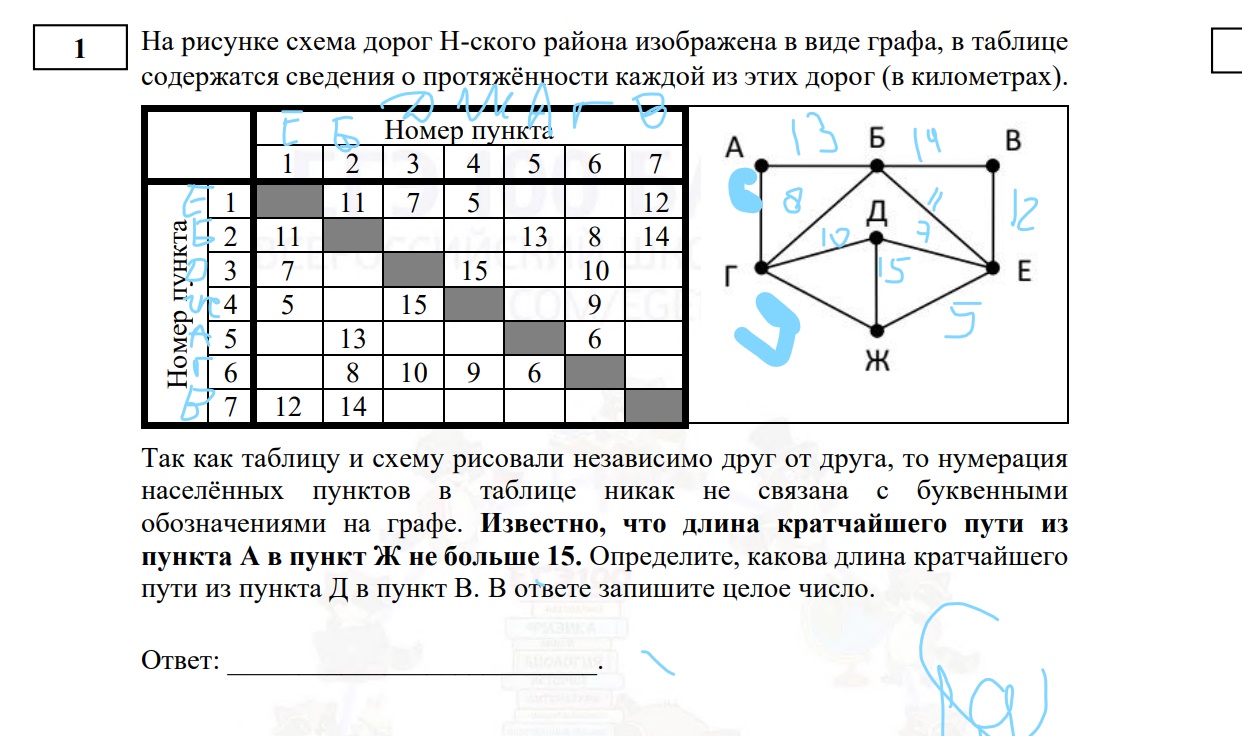 1
На рисунке схема дорог Н-ского района изображена в виде графа, в таблице
содержатся сведения о протяжённости каждой из этих дорог (в километрах).
Е Б Д Ж А Г В
Номер пункта
1 2 3 4 5 6 7
Номер пункта
Е 1 11 7 5 12
Б 2 11 13 8 14
D 3 7 15 10
Ж 4 5 15 9
А 5 13 6
Г 6 8 10 9 6
В 7 12 14
А 13 Б 14 В
8 11 12
Д
10 7
Г 15 Е
5
Ж
Так как таблицу и схему рисовали независимо друг от друга, то нумерация
населённых пунктов в таблице никак не связана с буквенными
обозначениями на графе. Известно, что длина кратчайшего пути из
пункта А в пункт Ж не больше 15. Определите, какова длина кратчайшего
пути из пункта Д в пункт В. В ответе запишите целое число.
Ответ: ______________________________.